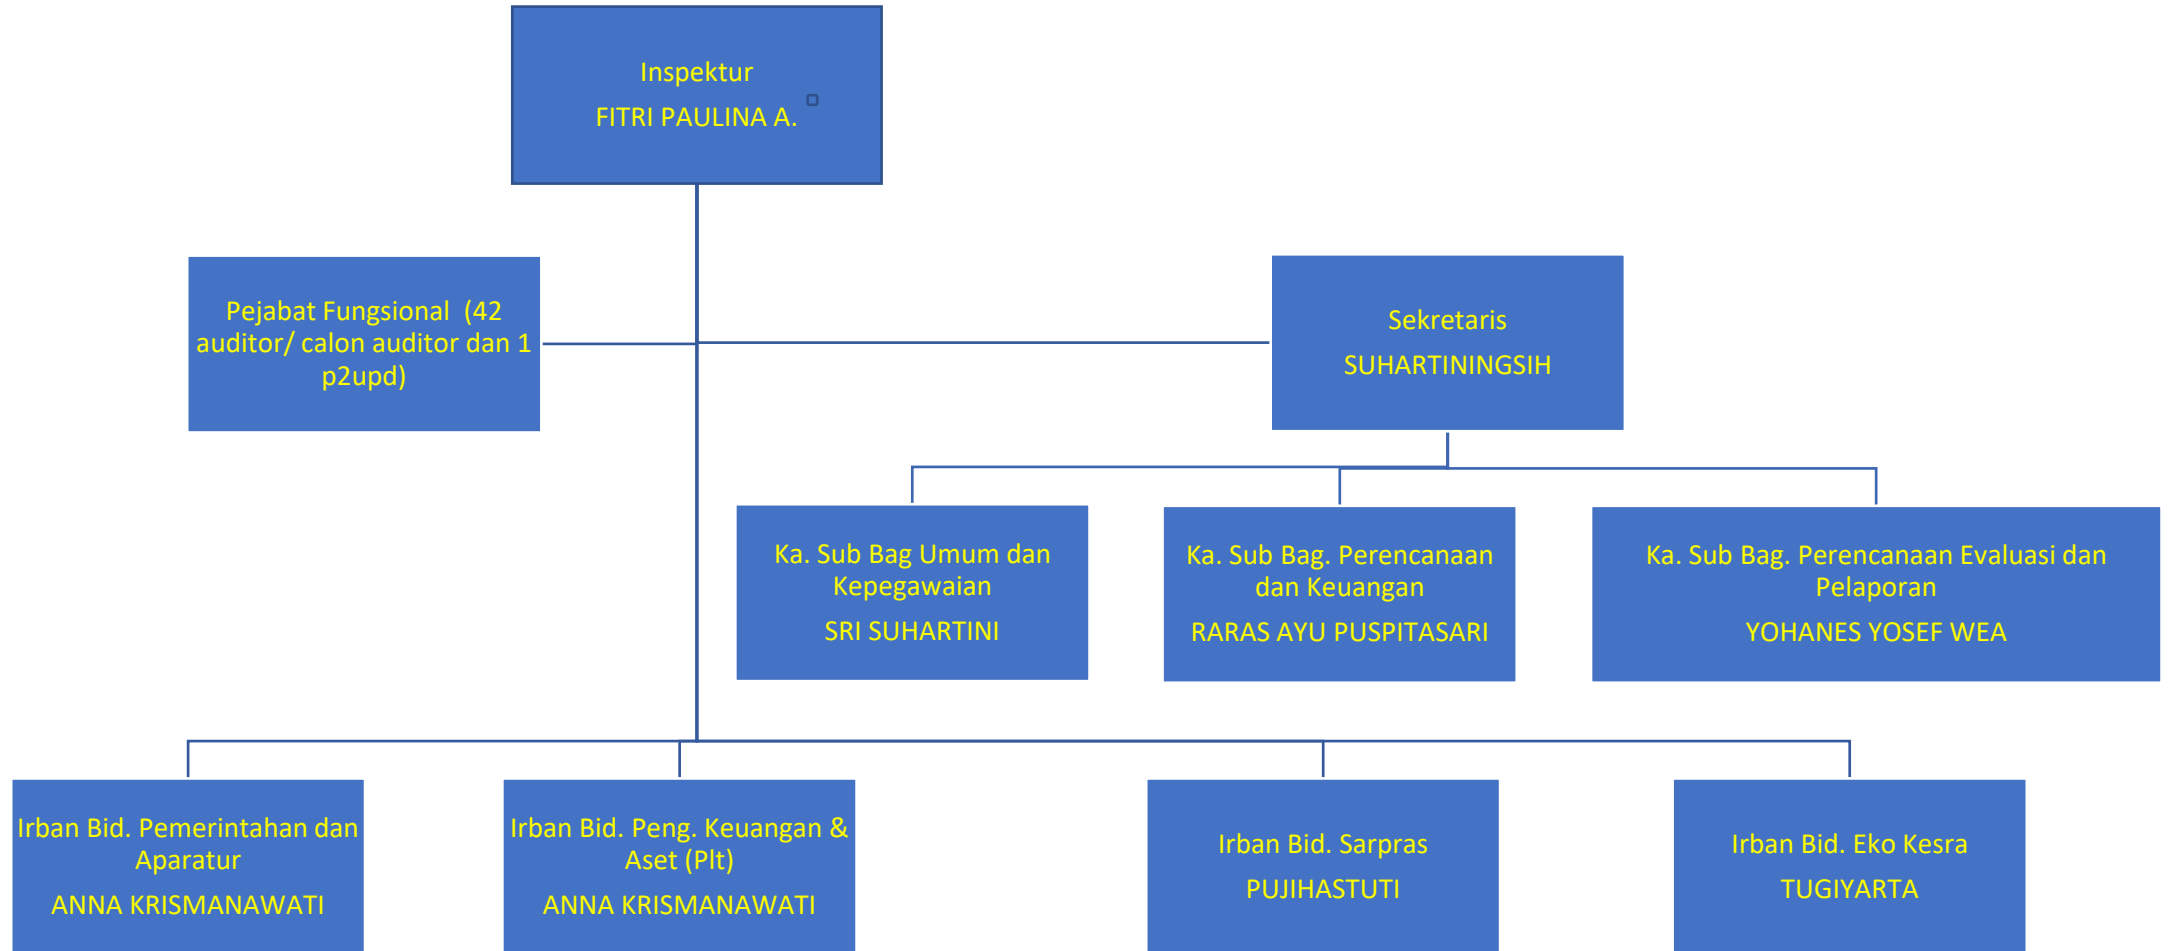 Inspektur
FITRI PAULINA A.
Pejabat Fungsional (42
auditor/ calon auditor dan 1
p2upd)
Sekretaris
SUHARTININGSIH
Ka. Sub Bag Umum dan
Kepegawaian
SRI SUHARTINI
Ka. Sub Bag. Perencanaan
dan Keuangan
RARAS AYU PUSPITASARI
Ka. Sub Bag. Perencanaan Evaluasi dan
Pelaporan
YOHANES YOSEF WEA
Irban Bid. Pemerintahan dan
Aparatur
ANNA KRISMANAWATI
Irban Bid. Peng. Keuangan &
Aset (Plt)
ANNA KRISMANAWATI
Irban Bid. Sarpras
PUJIHASTUTI
Irban Bid. Eko Kesra
TUGIYARTA